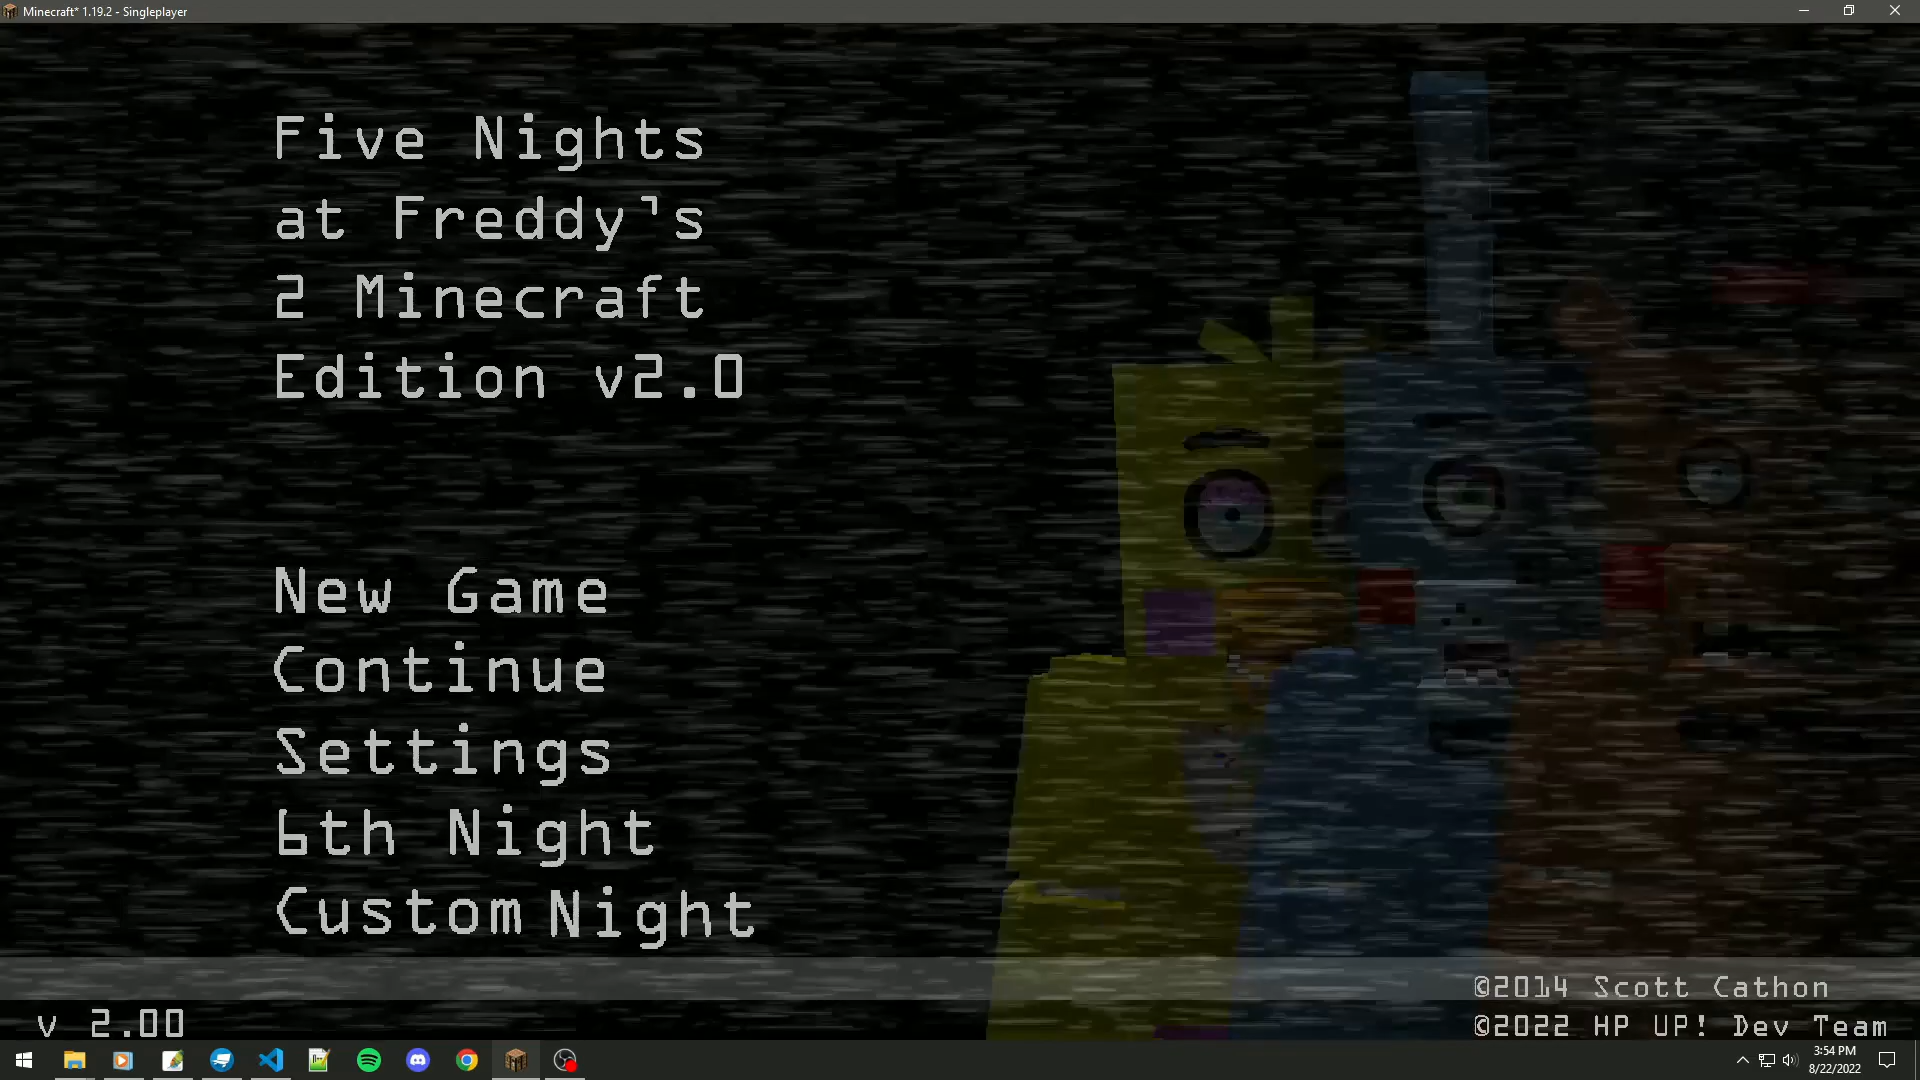 Minecraft* 1.19.2 - Singleplayer
Five Nights
at Freddy's
2 Minecraft
Edition v2.0
New Game
Continue
Settings
6th Night
Custom Night
©2014 Scott Cathon
v 2.00
©2022 HP UP! Dev Team
3:54 PM
8/22/2022